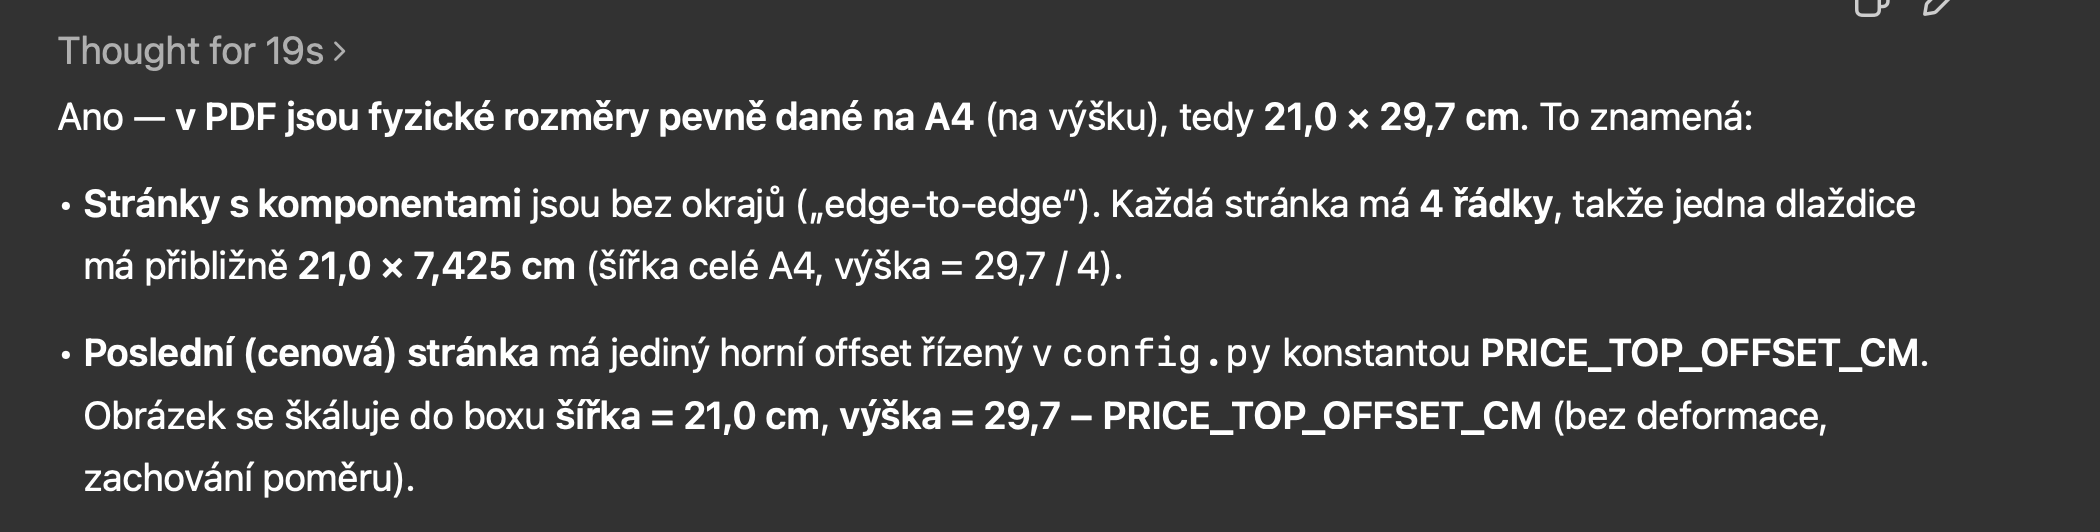 Thought for 19s >
Ano — v PDF jsou fyzické rozměry pevně dané na A4 (na výšku), tedy 21,0 × 29,7 cm. To znamená:
• Stránky s komponentami jsou bez okrajů („edge-to-edge“). Každá stránka má 4 řádky, takže jedna dlaždice
má přibližně 21,0 × 7,425 cm (šířka celé A4, výška = 29,7 / 4).
• Poslední (cenová) stránka má jediný horní offset řízený v config.py konstantou PRICE_TOP_OFFSET_CM.
Obrázek se škáluje do boxu šířka = 21,0 cm, výška = 29,7 – PRICE_TOP_OFFSET_CM (bez deformace,
zachování poměru).